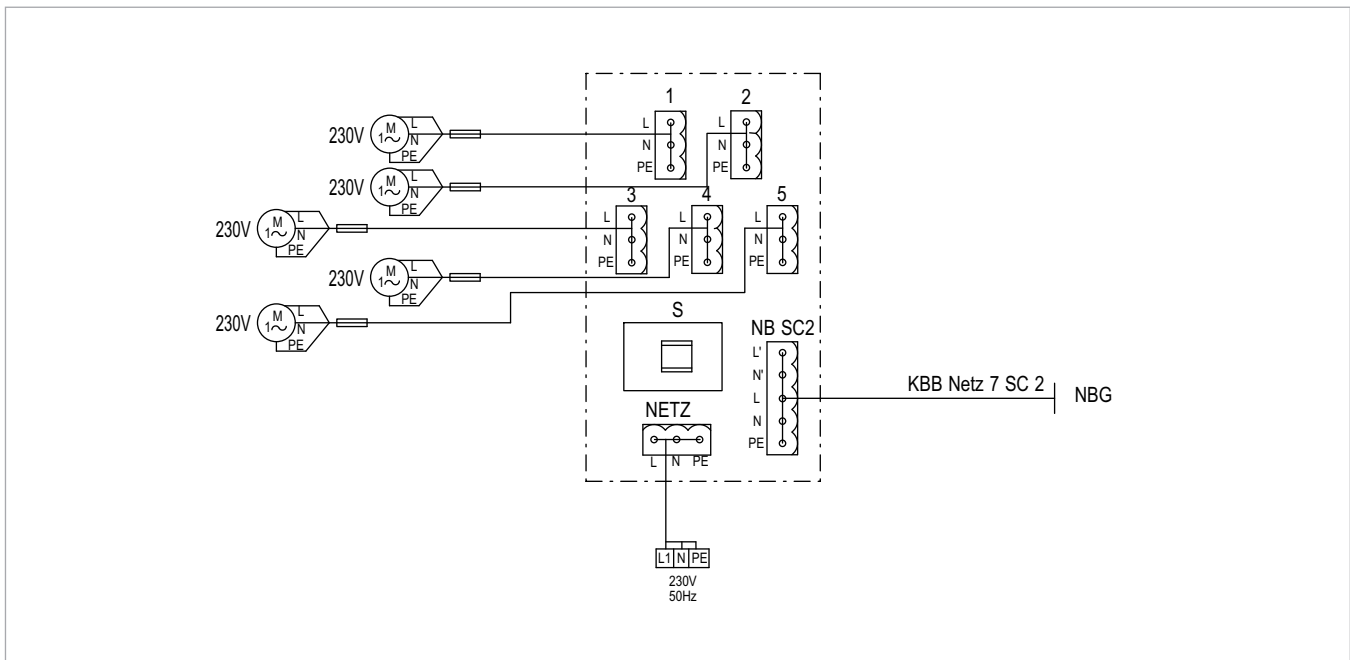 1 2
L
N
PE
L
N
PE
230V M 1~ L N PE
230V M 1~ L N PE
3 4 5
L
N
PE
L
N
PE
L
N
PE
230V M 1~ L N PE
230V M 1~ L N PE
230V M 1~ L N PE
S
NB SC2
L'
N'
L
N
PE
KBB Netz 7 SC 2 NBG
NETZ
L N PE
L1 N PE
230V
50Hz